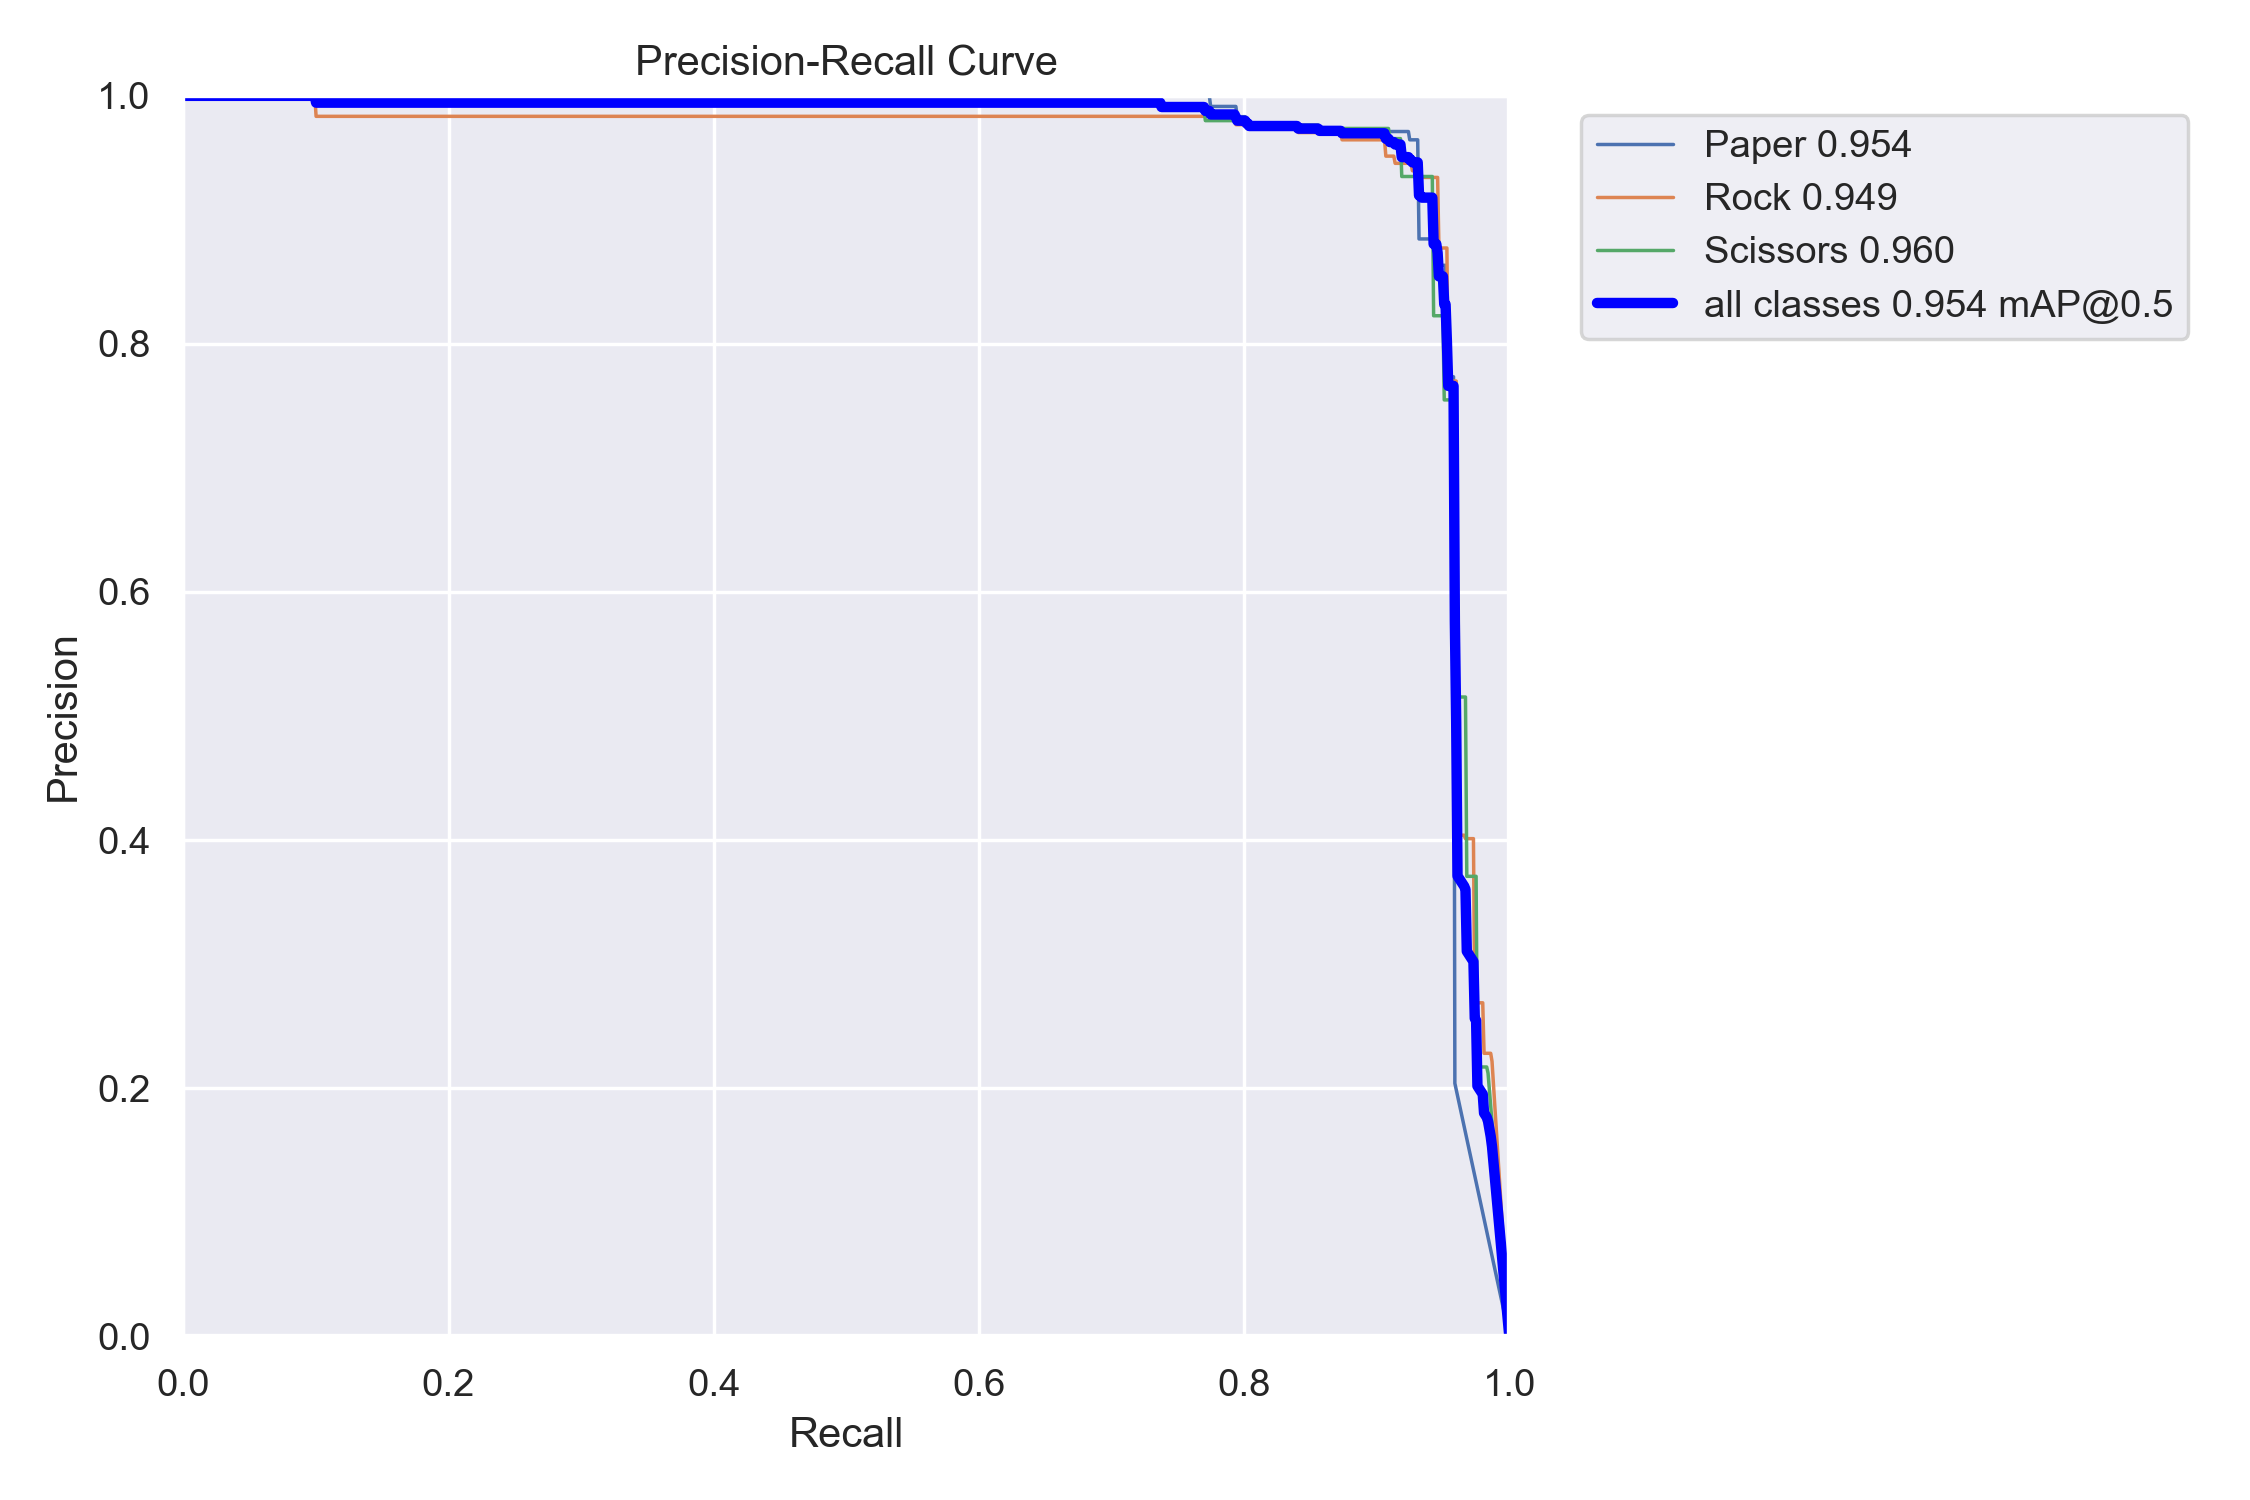 Precision-Recall Curve
1.0
0.8
0.6
0.4
0.2
0.0
Precision
0.0 0.2 0.4 0.6 0.8 1.0
Recall
Paper 0.954
Rock 0.949
Scissors 0.960
all classes 0.954 mAP@0.5